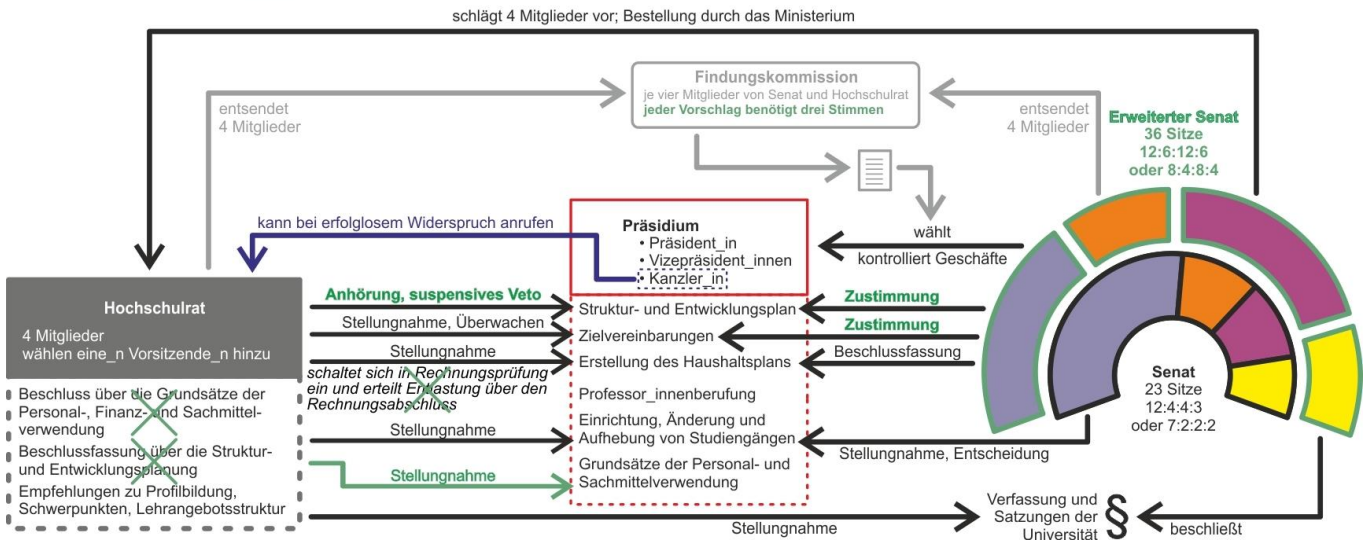 schlägt 4 Mitglieder vor; Bestellung durch das Ministerium
Findungskommission
je vier Mitglieder von Senat und Hochschulrat
jeder Vorschlag benötigt drei Stimmen
entsendet
4 Mitglieder
entsendet
4 Mitglieder
Erweiterter Senat
36 Sitze
12:6:12:6
oder 8:4:8:4
kann bei erfolglosem Widerspruch anrufen
Präsidium
• Präsident_in
• Vizepräsident_innen
• Kanzler_in
wählt
kontrolliert Geschäfte
Hochschulrat
4 Mitglieder
wählen eine_n Vorsitzende_n hinzu
Anhörung, suspensives Veto
Stellungnahme, Überwachen
Stellungnahme
schaltet sich in Rechnungsprüfung
ein und erteilt Entlastung über den
Rechnungsabschluss
Stellungnahme
Stellungnahme
Struktur- und Entwicklungsplan
Zielvereinbarungen
Erstellung des Haushaltsplans
Professor_innenberufung
Einrichtung, Änderung und
Aufhebung von Studiengängen
Grundsätze der Personal- und
Sachmittelverwendung
Zustimmung
Zustimmung
Beschlussfassung
Senat
23 Sitze
12:4:4:3
oder 7:2:2:2
Stellungnahme, Entscheidung
Beschluss über die Grundsätze der
Personal-, Finanz- und Sachmittel-
verwendung
Beschlussfassung über die Struktur-
und Entwicklungsplanung
Empfehlungen zu Profilbildung,
Schwerpunkten, Lehrangebotsstruktur
Stellungnahme
Verfassung und
Satzungen der
Universität
§
beschließt